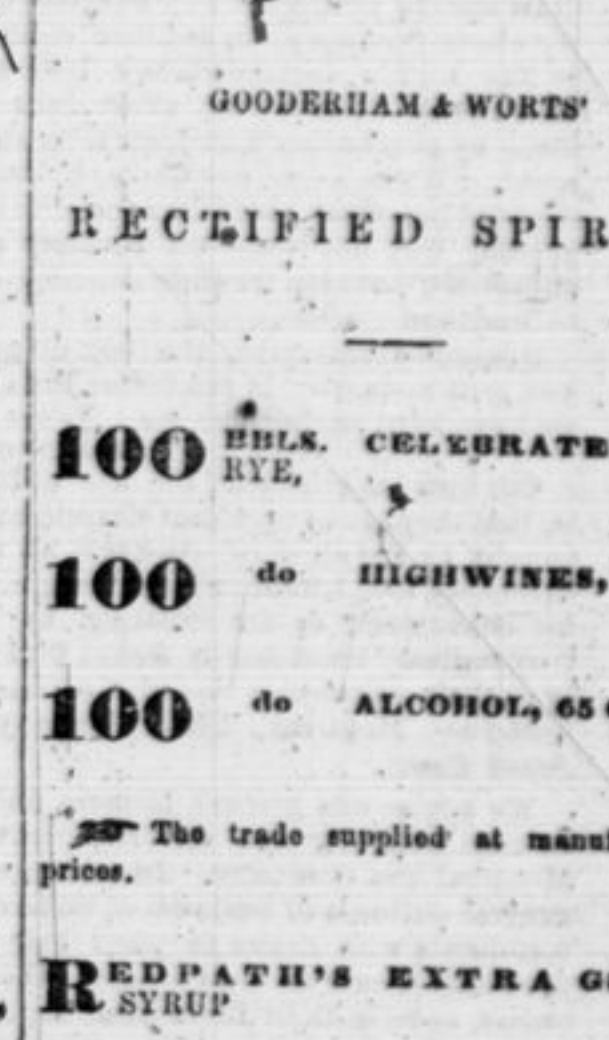 GOODERHAM & WORTS'
RECTIFIED SPIR
100 BBLS. CELEBRATE
RYE,
100 do HIGHWINES,
100 do ALCOHOL, 65
The trade supplied at manuf
prices.
REDPATH'S EXTRA G
SYRUP